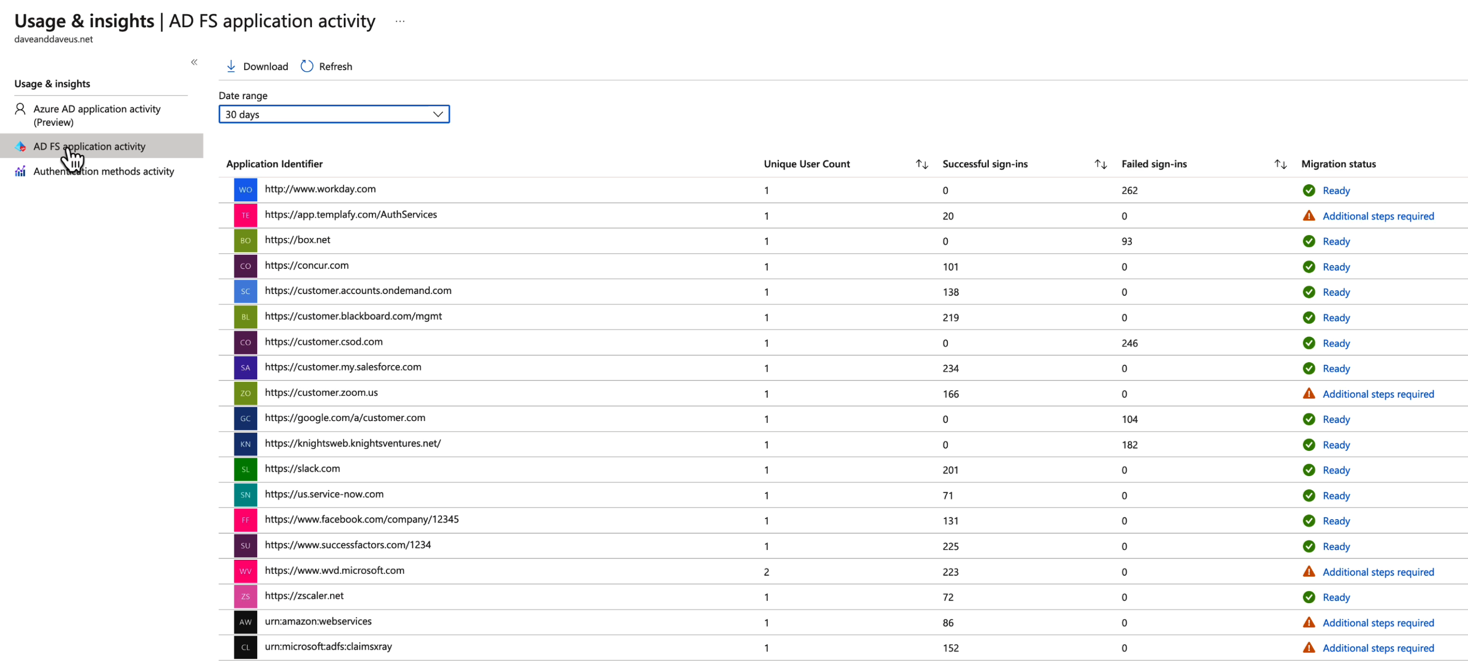 Usage & insights | AD FS application activity ...
daveanddaveus.net
«
Download Refresh
Usage & insights
Date range
Azure AD application activity
(Preview)
30 days
AD FS application activity
Authentication methods activity
Application Identifier Unique User Count ↑↓ Successful sign-ins ↑↓ Failed sign-ins ↑↓ Migration status
WO http://www.workday.com 1 0 262 Ready
TE https://app.templafy.com/AuthServices 1 20 0 Additional steps required
BO https://box.net 1 0 93 Ready
CO https://concur.com 1 101 0 Ready
SC https://customer.accounts.ondemand.com 1 138 0 Ready
BL https://customer.blackboard.com/mgmt 1 219 0 Ready
CO https://customer.csod.com 1 0 246 Ready
SA https://customer.my.salesforce.com 1 234 0 Ready
ZO https://customer.zoom.us 1 166 0 Additional steps required
GC https://google.com/a/customer.com 1 0 104 Ready
KN https://knightsweb.knightsventures.net/ 1 0 182 Ready
SL https://slack.com 1 201 0 Ready
SN https://us.service-now.com 1 71 0 Ready
FF https://www.facebook.com/company/12345 1 131 0 Ready
SU https://www.successfactors.com/1234 1 225 0 Ready
WV https://www.wvd.microsoft.com 2 223 0 Additional steps required
ZS https://zscaler.net 1 72 0 Ready
AW urn:amazon:webservices 1 86 0 Additional steps required
CL urn:microsoft:adfs:claimsxray 1 152 0 Additional steps required